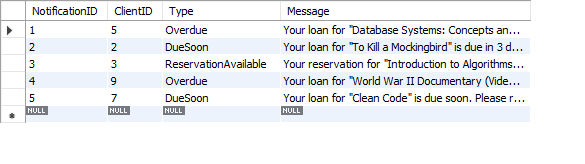 NotificationID ClientID Type Message
1 5 Overdue Your loan for "Database Systems: Concepts an...
2 2 DueSoon Your loan for "To Kill a Mockingbird" is due in 3 d...
3 3 ReservationAvailable Your reservation for "Introduction to Algorithms...
4 9 Overdue Your loan for "World War II Documentary (Vide...
5 7 DueSoon Your loan for "Clean Code" is due soon. Please r...
NULL NULL NULL NULL